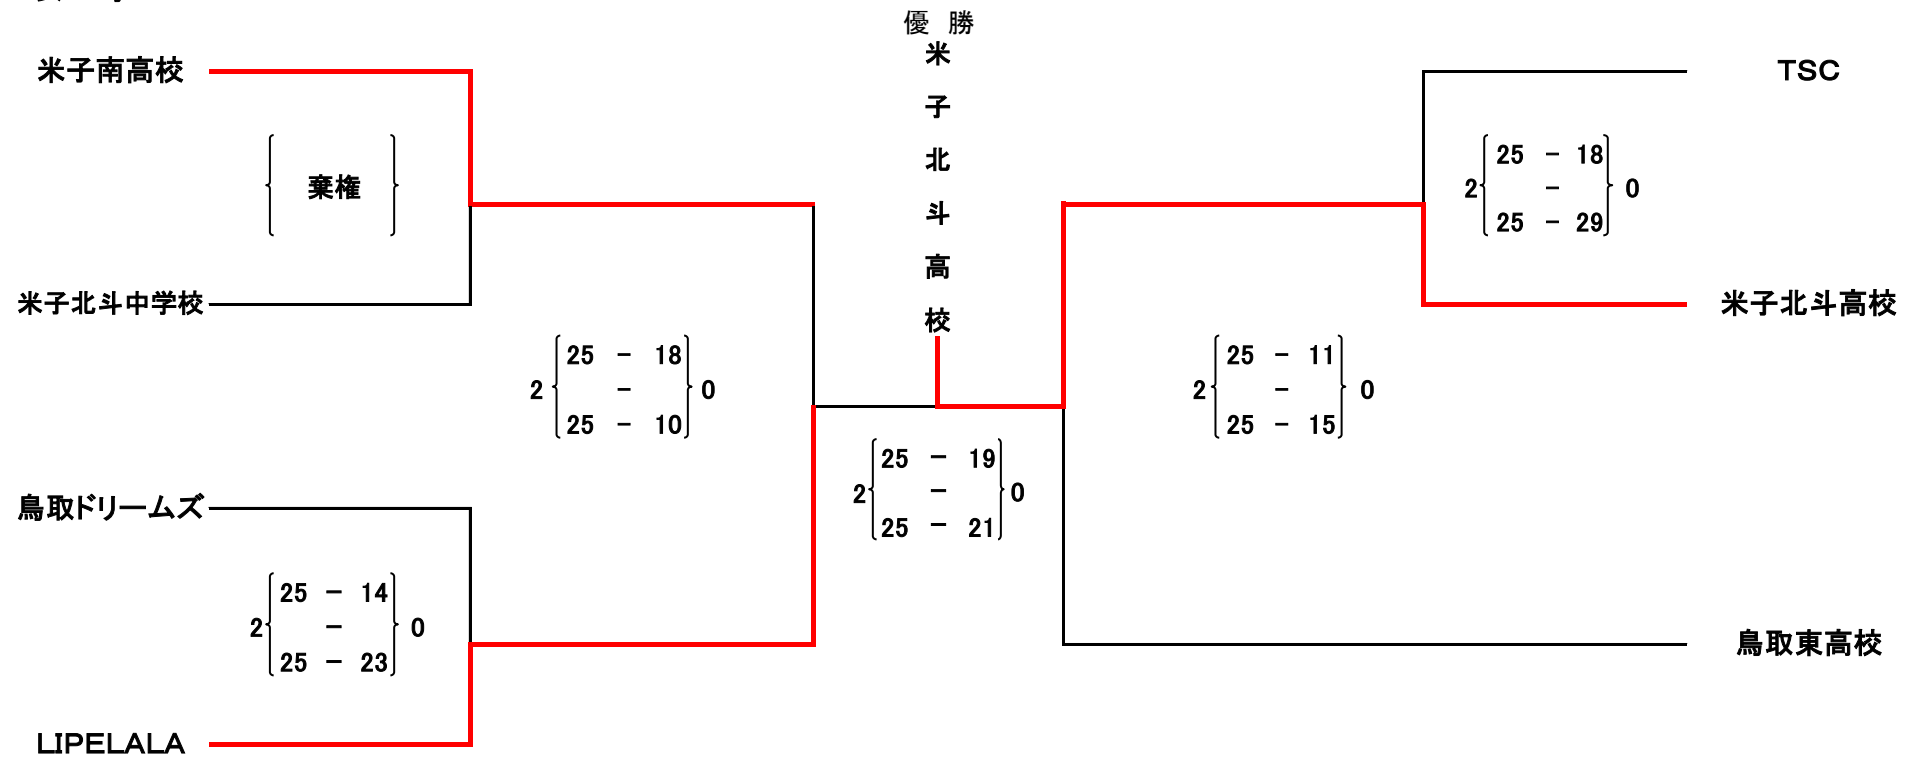 優　勝
米子北斗高校
米子南高校
棄権
米子北斗中学校
25 － 18
2 － 0
25 － 10
鳥取ドリームズ
25 － 14
2 － 0
25 － 23
LIPELALA
25 － 19
2 － 0
25 － 21
TSC
25 － 18
2 － 0
25 － 29
米子北斗高校
25 － 11
2 － 0
25 － 15
鳥取東高校